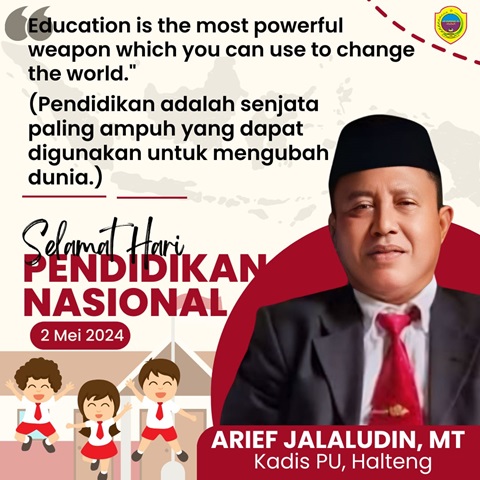 Education is the most powerful
weapon which you can use to change
the world."
(Pendidikan adalah senjata
paling ampuh yang dapat
digunakan untuk mengubah
dunia.)
Selamat Hari
PENDIDIKAN
NASIONAL
2 Mei 2024
ARIEF JALALUDIN, MT
Kadis PU, Halteng